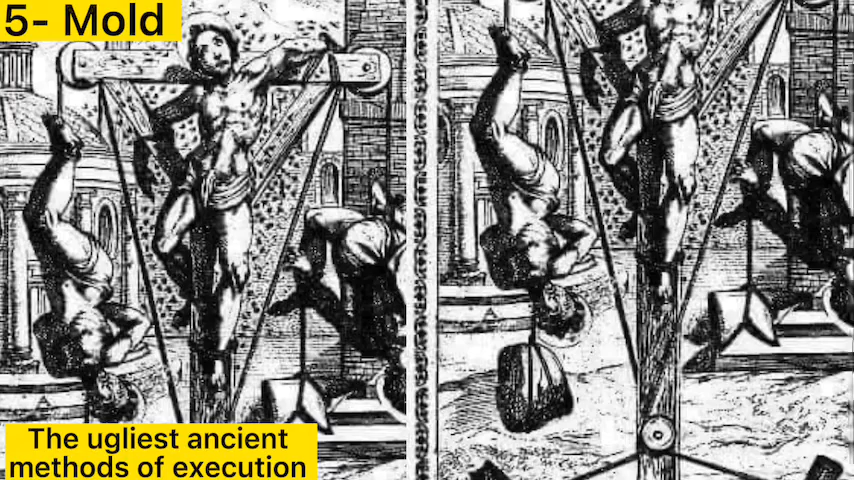 5- Mold
The ugliest ancient
methods of execution